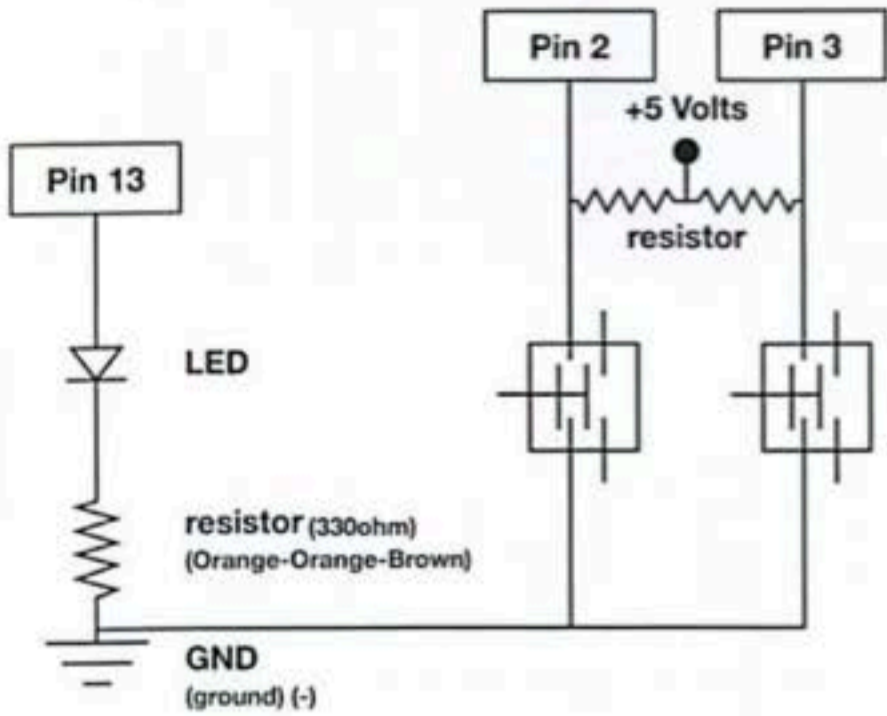 Pin 2
Pin 3
+5 Volts
Pin 13
resistor
LED
resistor (330ohm)
(Orange-Orange-Brown)
GND
(ground) (-)